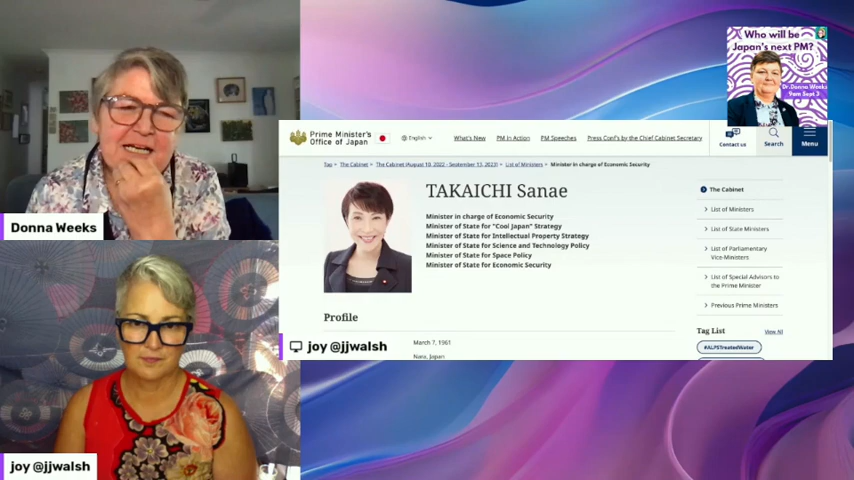 Who will be
Japan's next PM?
Dr.Donna Weeks
9am Sept 3
Prime Minister's
Office of Japan
English
What's New
PM in Action
PM Speeches
Press Conf's by the Chief Cabinet Secretary
Contact us
Search
Menu
Top > The Cabinet > The Cabinet (August 10, 2022 - September 13, 2023) > List of Ministers > Minister in charge of Economic Security
TAKAICHI Sanae
Minister in charge of Economic Security
Minister of State for "Cool Japan" Strategy
Minister of State for Intellectual Property Strategy
Minister of State for Science and Technology Policy
Minister of State for Space Policy
Minister of State for Economic Security
Profile
March 7, 1961
Nara, Japan
The Cabinet
List of Ministers
List of State Ministers
List of Parliamentary
Vice-Ministers
List of Special Advisors to
the Prime Minister
Previous Prime Ministers
Tag List
View All
#ALPSTreatedWater
Donna Weeks
joy @jjwalsh
joy @jjwalsh